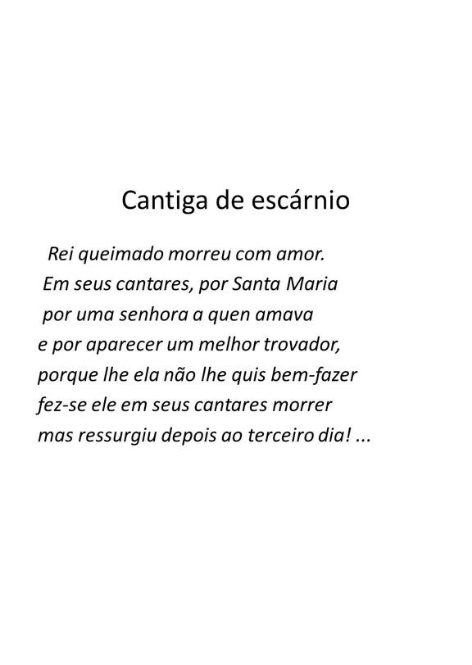 Cantiga de escárnio
Rei queimado morreu com amor.
Em seus cantares, por Santa Maria
por uma senhora a quen amava
e por aparecer um melhor trovador,
porque lhe ela não lhe quis bem-fazer
fez-se ele em seus cantares morrer
mas ressurgiu depois ao terceiro dia! ...